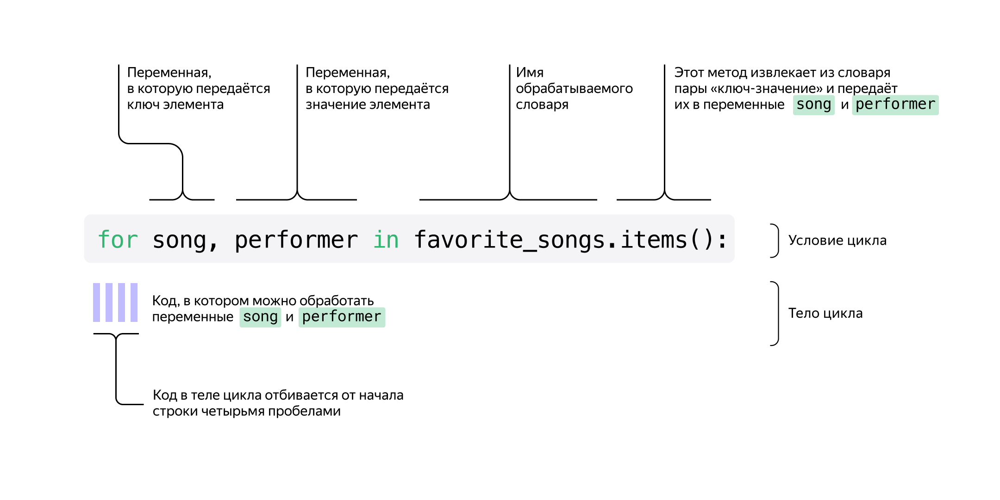 Переменная,
в которую передаётся
ключ элемента
Переменная,
в которую передаётся
значение элемента
Имя
обрабатываемого
словаря
Этот метод извлекает из словаря
пары «ключ-значение» и передаёт
их в переменные song и performer
for song, performer in favorite_songs.items():
Условие цикла
Код, в котором можно обработать
переменные song и performer
Тело цикла
Код в теле цикла отбивается от начала
строки четырьмя пробелами